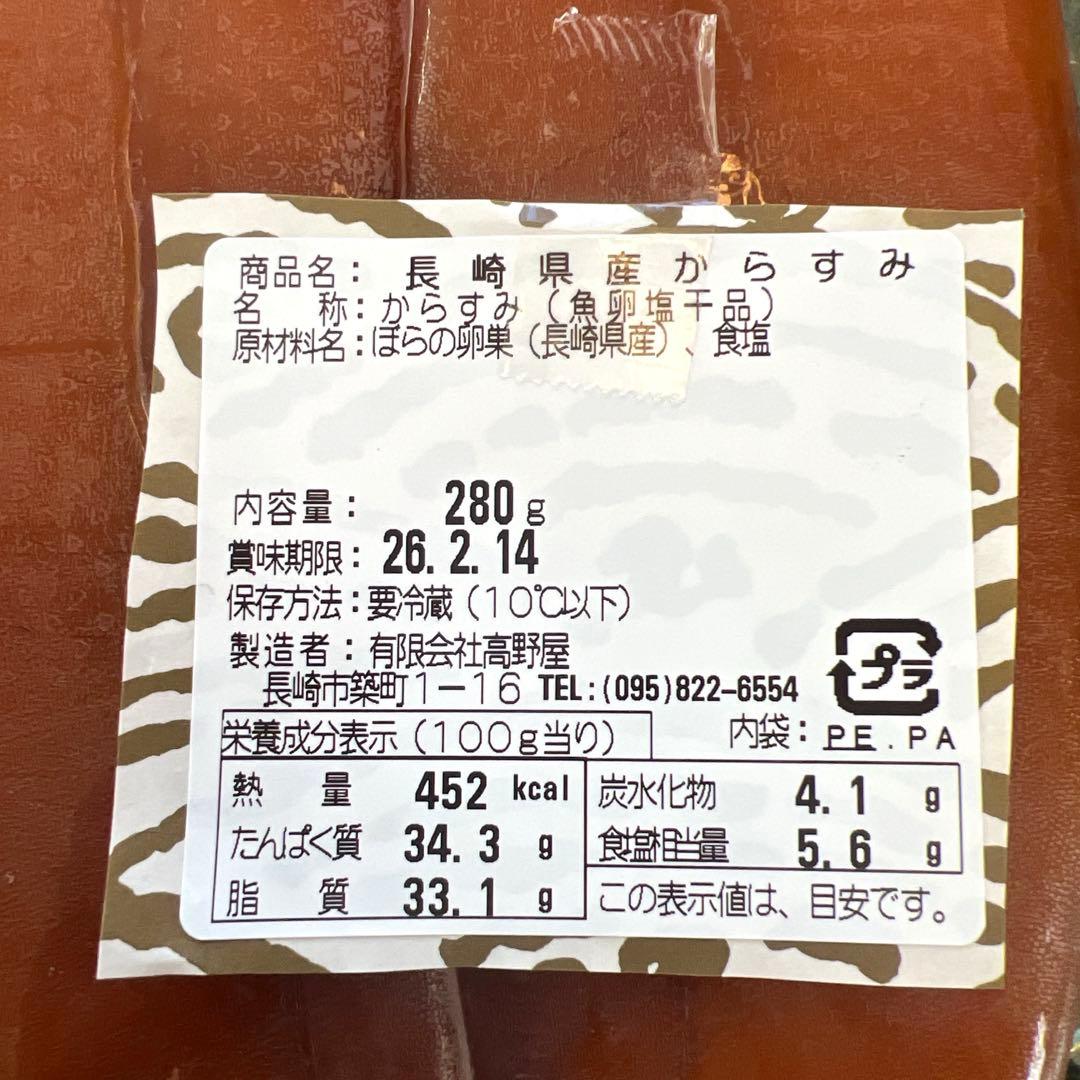 商品名：長崎県産からすみ
名　称：からすみ（魚卵塩干品）
原材料名：ぼらの卵巣（長崎県産）、食塩
内容量：280g
賞味期限：26.2.14
保存方法：要冷蔵（10℃以下）
製造者：有限会社高野屋
長崎市築町1－16 TEL:(095)822-6554
プラ
内袋：PE.PA
栄養成分表示（100g当り）
熱　量 452 kcal
たんぱく質 34.3 g
脂　質 33.1 g
炭水化物 4.1 g
食塩相当量 5.6 g
この表示値は、目安です。